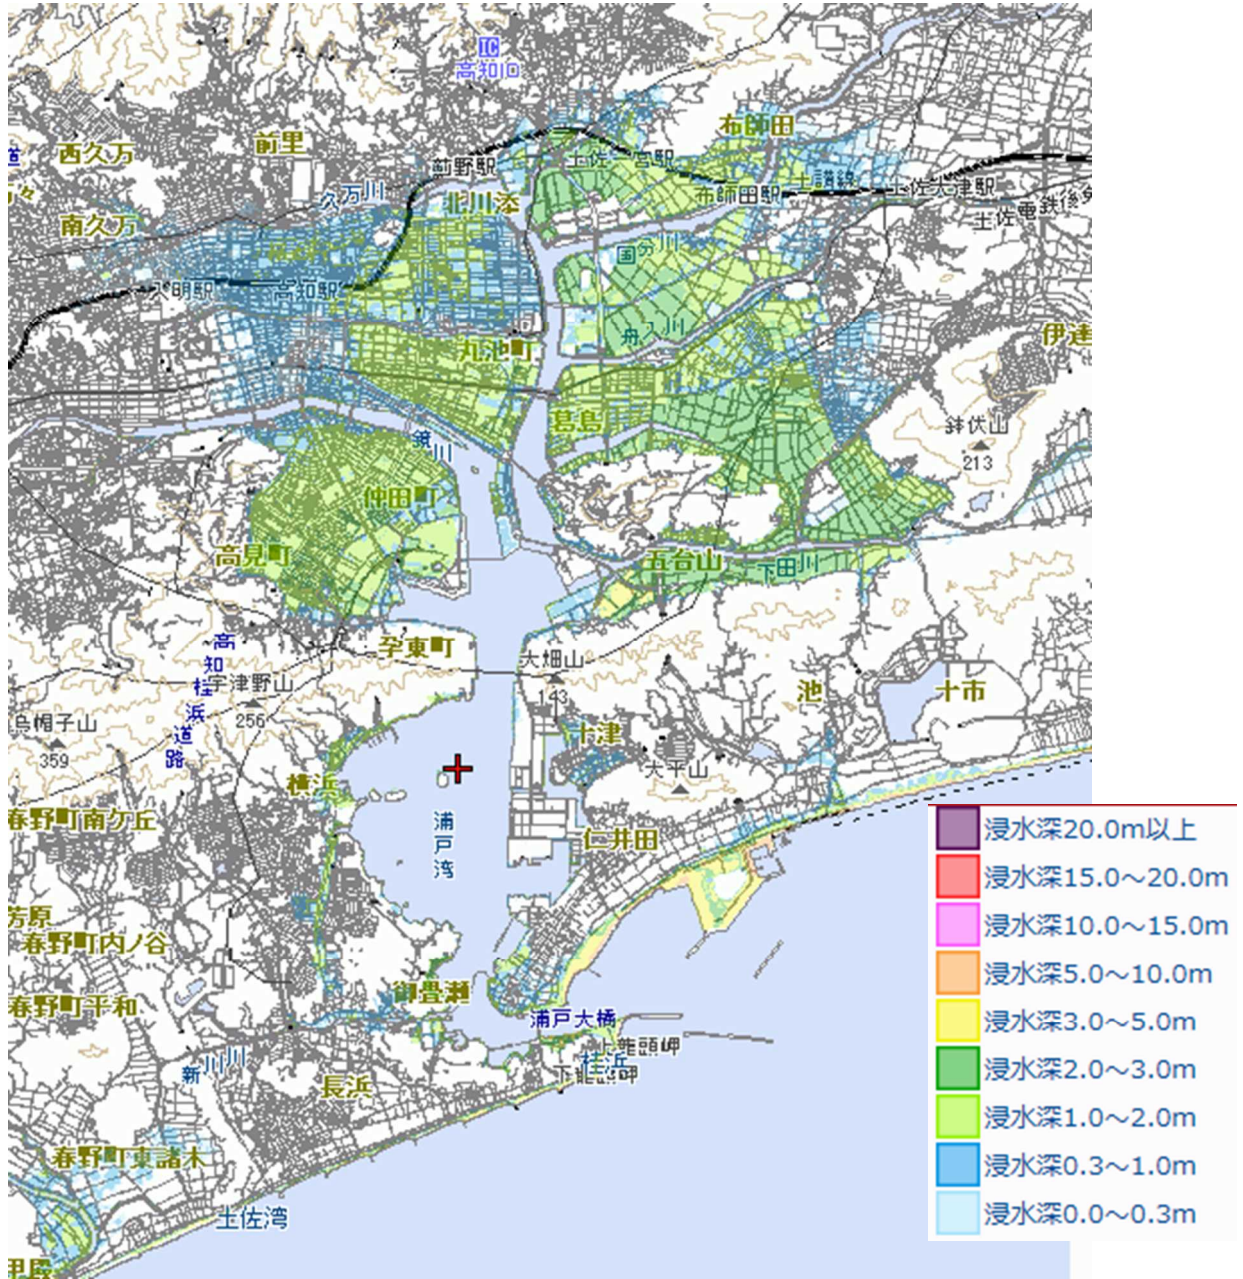 IC
高知IC
布師田
西久万
前里
土佐一宮駅
薊野駅
道
久万川
北川添
布師田駅
土讃線
土佐大津駅
土佐電鉄後免
南久万
国分川
入明駅
高知駅
舟入川
伊達
丸池町
葛島
鏡川
鉢伏山
213
仲田町
高見町
五台山
下田川
孕東町
高知桂浜道路
大畑山
143
宇津野山
256
池
十市
烏帽子山
359
十津
大平山
横浜
春野町南ケ丘
浦戸湾
仁井田
芳原
春野町内ノ谷
御畳瀬
春野町平和
浦戸大橋
上龍頭岬
桂浜
下龍頭岬
新川川
長浜
春野町東諸木
土佐湾
甲殿
浸水深20.0m以上
浸水深15.0～20.0m
浸水深10.0～15.0m
浸水深5.0～10.0m
浸水深3.0～5.0m
浸水深2.0～3.0m
浸水深1.0～2.0m
浸水深0.3～1.0m
浸水深0.0～0.3m